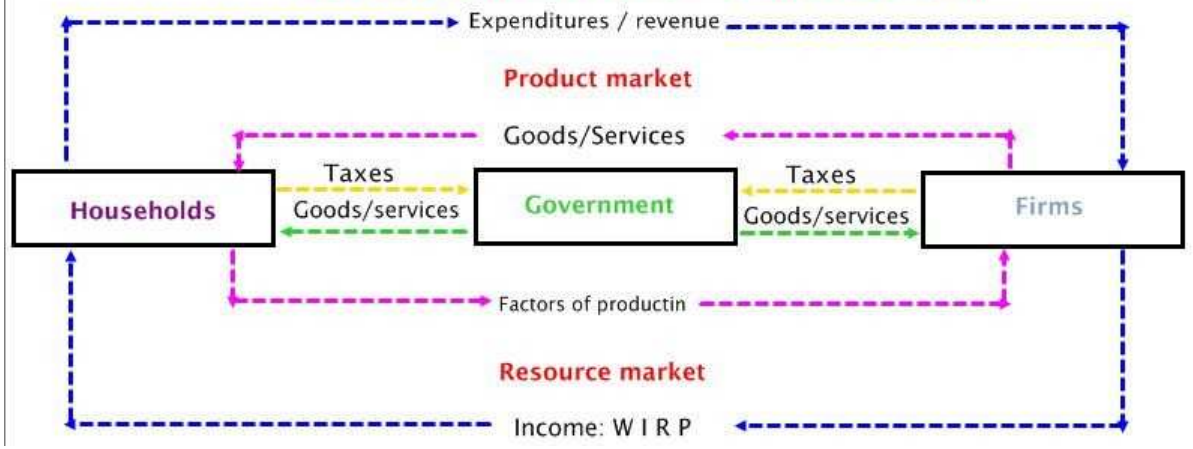 Expenditures / revenue
Product market
Goods/Services
Taxes
Taxes
Households
Goods/services
Government
Goods/services
Firms
Factors of productin
Resource market
Income: W I R P